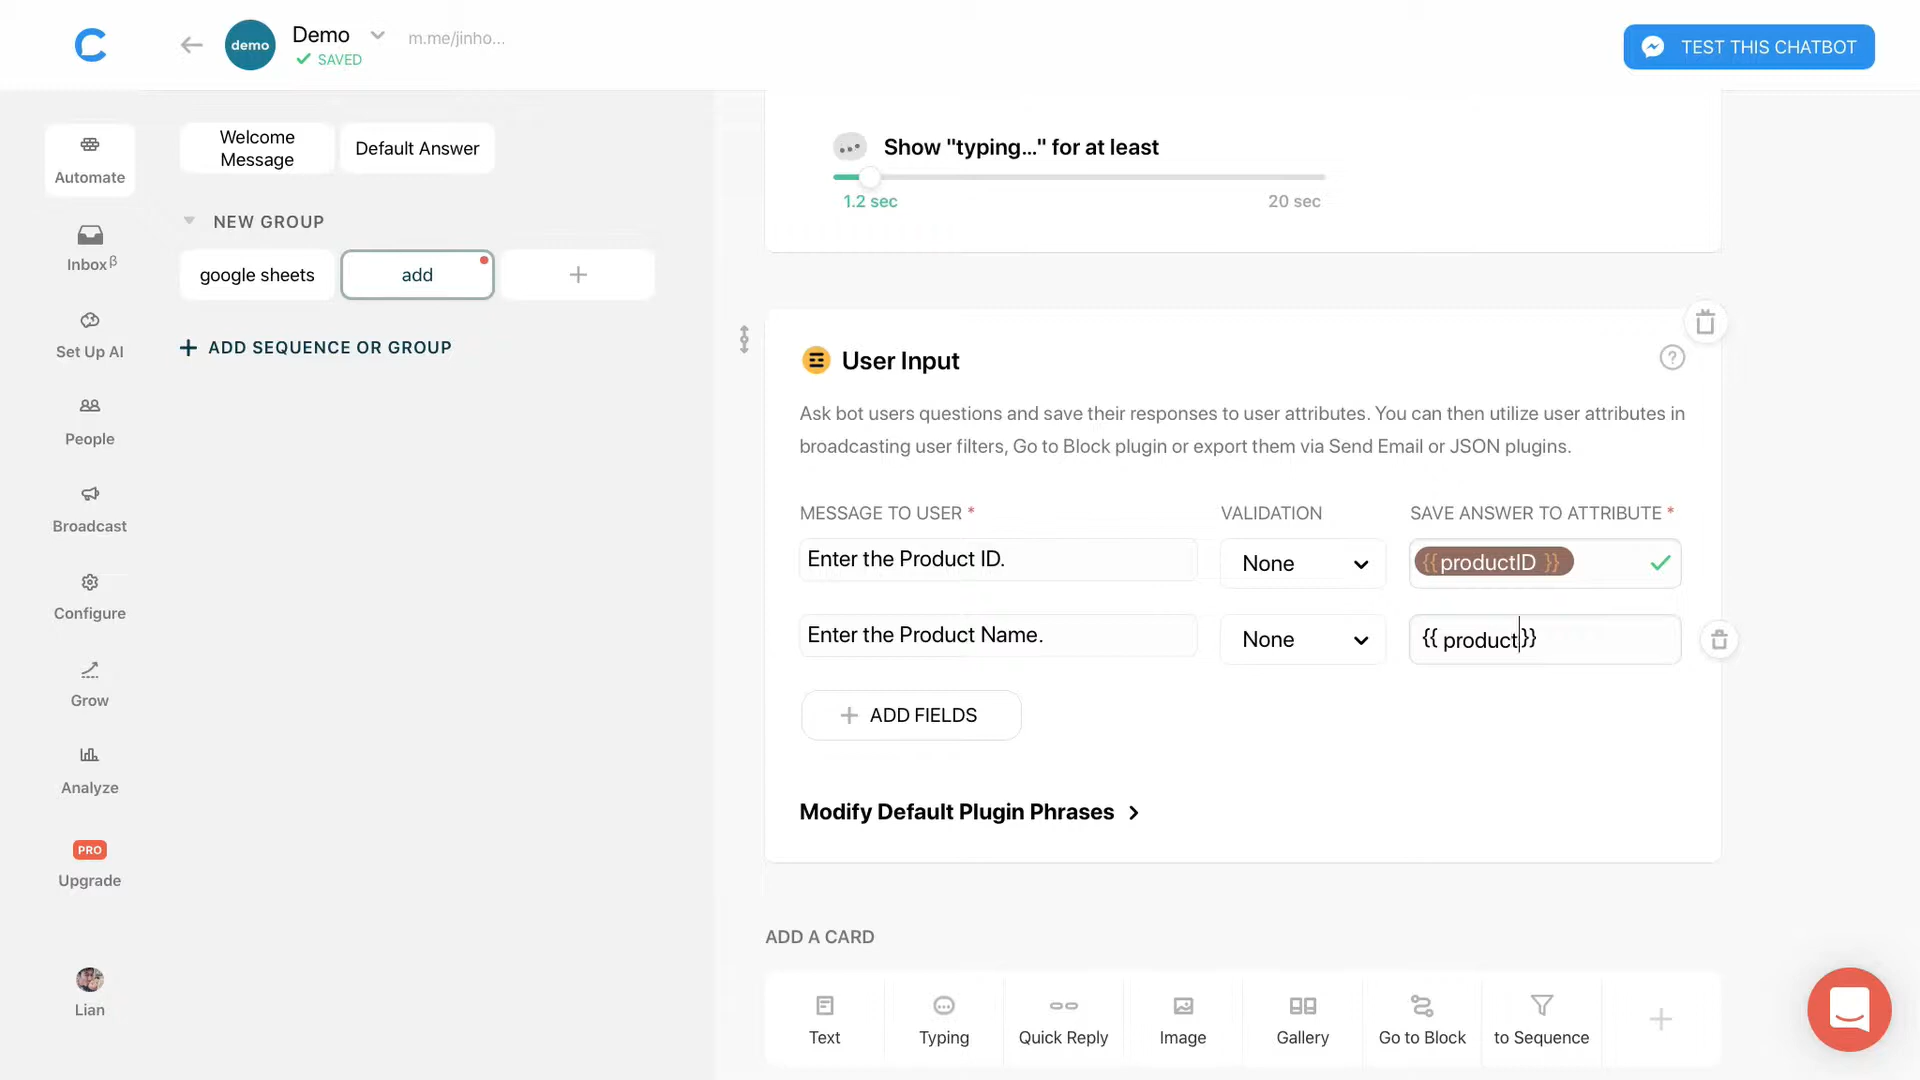 demo
Demo
m.me/jinho...
SAVED
TEST THIS CHATBOT
Automate
Inboxβ
Set Up AI
People
Broadcast
Configure
Grow
Analyze
PRO
Upgrade
Lian
Welcome
Message
Default Answer
NEW GROUP
google sheets
add
ADD SEQUENCE OR GROUP
Show "typing..." for at least
1.2 sec
20 sec
User Input
?
Ask bot users questions and save their responses to user attributes. You can then utilize user attributes in
broadcasting user filters, Go to Block plugin or export them via Send Email or JSON plugins.
MESSAGE TO USER *
VALIDATION
SAVE ANSWER TO ATTRIBUTE *
Enter the Product ID.
None
{{productID }}
Enter the Product Name.
None
{{ product}}
ADD FIELDS
Modify Default Plugin Phrases
ADD A CARD
Text
Typing
Quick Reply
Image
Gallery
Go to Block
to Sequence